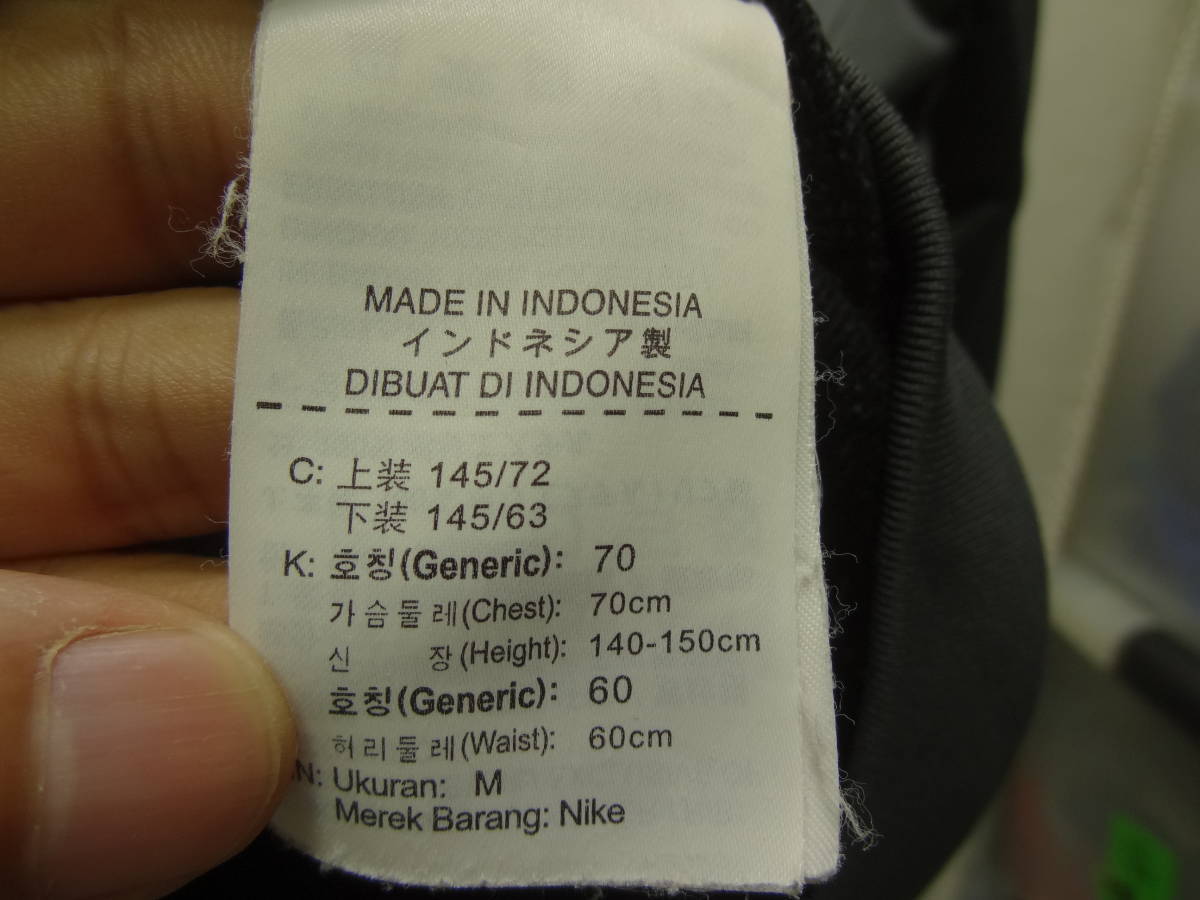 MADE IN INDONESIA
インドネシア製
DIBUAT DI INDONESIA
C: 上装 145/72
下装 145/63
K: 호칭(Generic): 70
가슴둘레(Chest): 70cm
신 장(Height): 140-150cm
호칭(Generic): 60
허리둘레(Waist): 60cm
N: Ukuran: M
Merek Barang: Nike